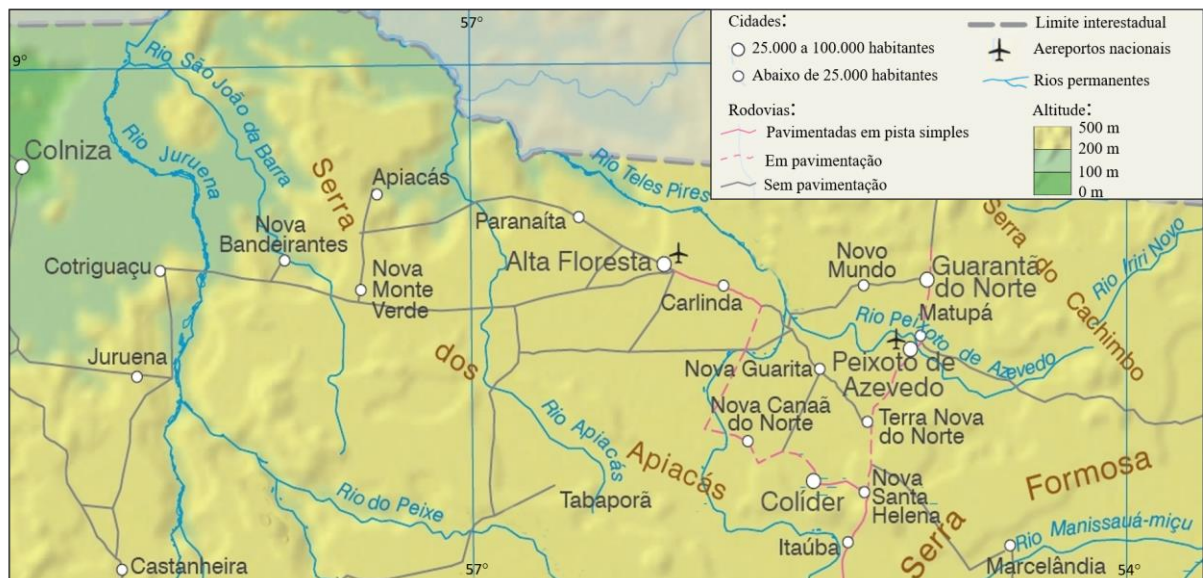 57°
9°
Cidades:
25.000 a 100.000 habitantes
Abaixo de 25.000 habitantes
Rodovias:
Pavimentadas em pista simples
Em pavimentação
Sem pavimentação
Limite interestadual
Aereportos nacionais
Rios permanentes
Altitude:
500 m
200 m
100 m
0 m
Rio São João da Barra
Rio Juruena
Colniza
Serra
Apiacás
Rio Teles Pires
Paranaíta
Nova
Bandeirantes
Alta Floresta
Novo
Mundo
Guarantã
do Norte
Serra
do
Cachimbo
Rio Iriri Novo
Cotriguaçu
Nova
Monte
Verde
Carlinda
Matupá
Rio Peixoto de Azevedo
Juruena
dos
Nova Guarita
Peixoto de
Azevedo
Nova Canaã
do Norte
Terra Nova
do Norte
Rio Apiacás
Apiacás
Formosa
Rio do Peixe
Tabaporã
Colíder
Nova
Santa
Helena
Serra
Itaúba
Rio Manissauá-miçu
Marcelândia
Castanheira
57°
54°